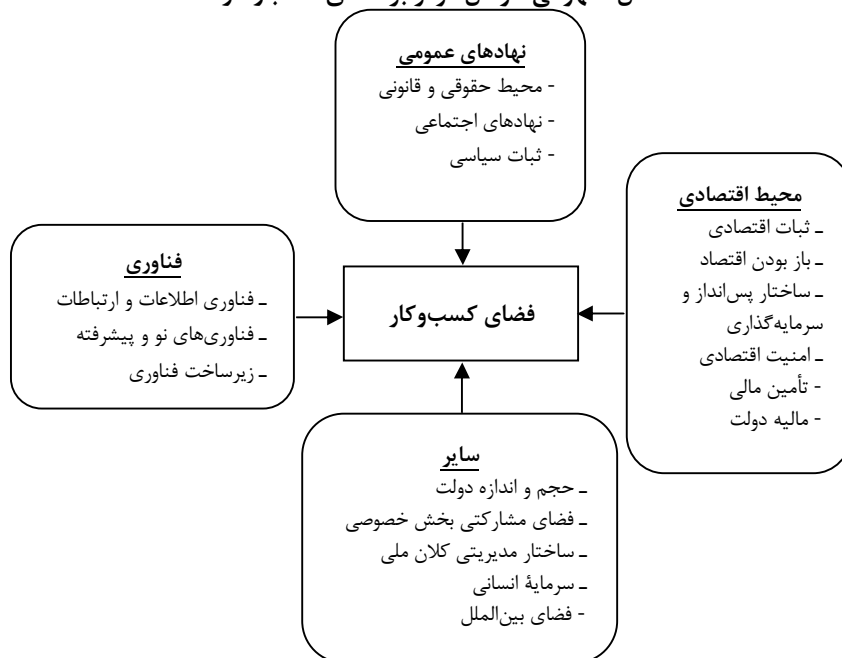 نهادهای عمومی
- محیط حقوقی و قانونی
- نهادهای اجتماعی
- ثبات سیاسی
محیط اقتصادی
ـ ثبات اقتصادی
ـ باز بودن اقتصاد
ـ ساختار پس‌انداز و
سرمایه‌گذاری
ـ امنیت اقتصادی
- تأمین مالی
- مالیه دولت
فناوری
ـ فناوری اطلاعات و ارتباطات
ـ فناوری‌های نو و پیشرفته
ـ زیرساخت فناوری
فضای کسب‌وکار
سایر
ـ حجم و اندازه دولت
ـ فضای مشارکتی بخش خصوصی
ـ ساختار مدیریتی کلان ملی
ـ سرمایۀ انسانی
- فضای بین‌الملل